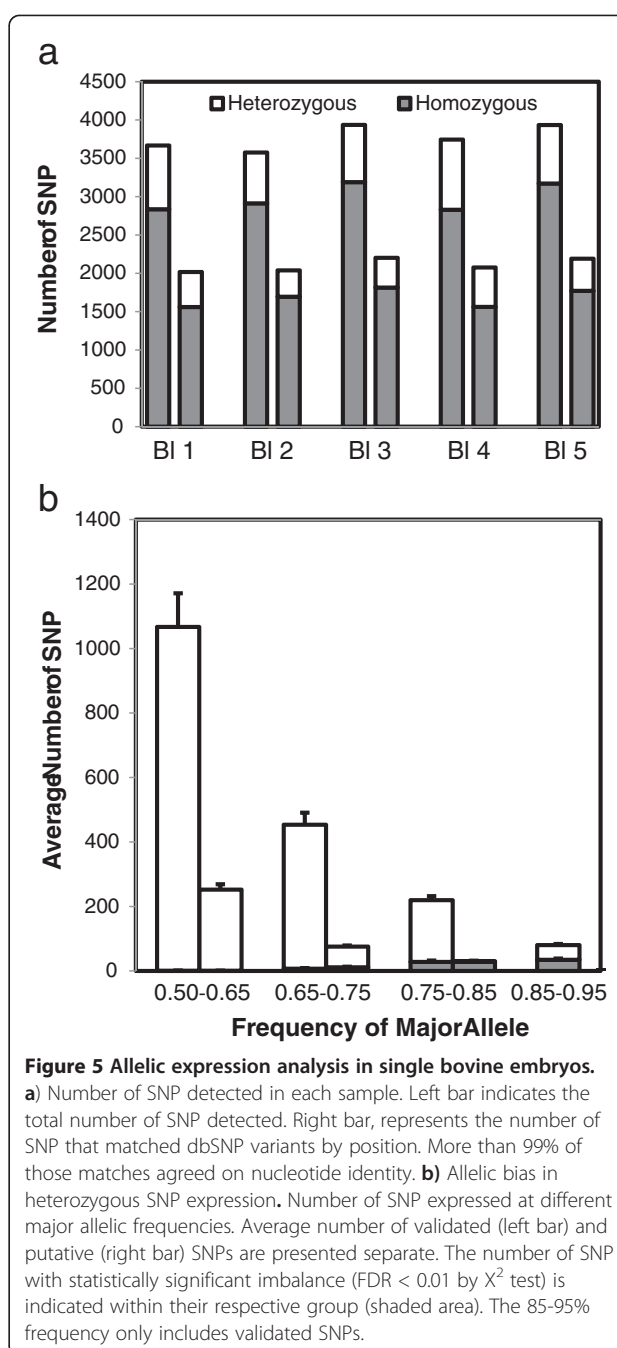 a
4500
4000
3500
3000
2500
2000
1500
1000
500
0
Number of SNP
Heterozygous Homozygous
Bl 1 Bl 2 Bl 3 Bl 4 Bl 5
b
1400
1200
1000
800
600
400
200
0
Average Number of SNP
0.50-0.65 0.65-0.75 0.75-0.85 0.85-0.95
Frequency of Major Allele
Figure 5 Allelic expression analysis in single bovine embryos.
a) Number of SNP detected in each sample. Left bar indicates the
total number of SNP detected. Right bar, represents the number of
SNP that matched dbSNP variants by position. More than 99% of
those matches agreed on nucleotide identity. b) Allelic bias in
heterozygous SNP expression. Number of SNP expressed at different
major allelic frequencies. Average number of validated (left bar) and
putative (right bar) SNPs are presented separate. The number of SNP
with statistically significant imbalance (FDR < 0.01 by X² test) is
indicated within their respective group (shaded area). The 85-95%
frequency only includes validated SNPs.